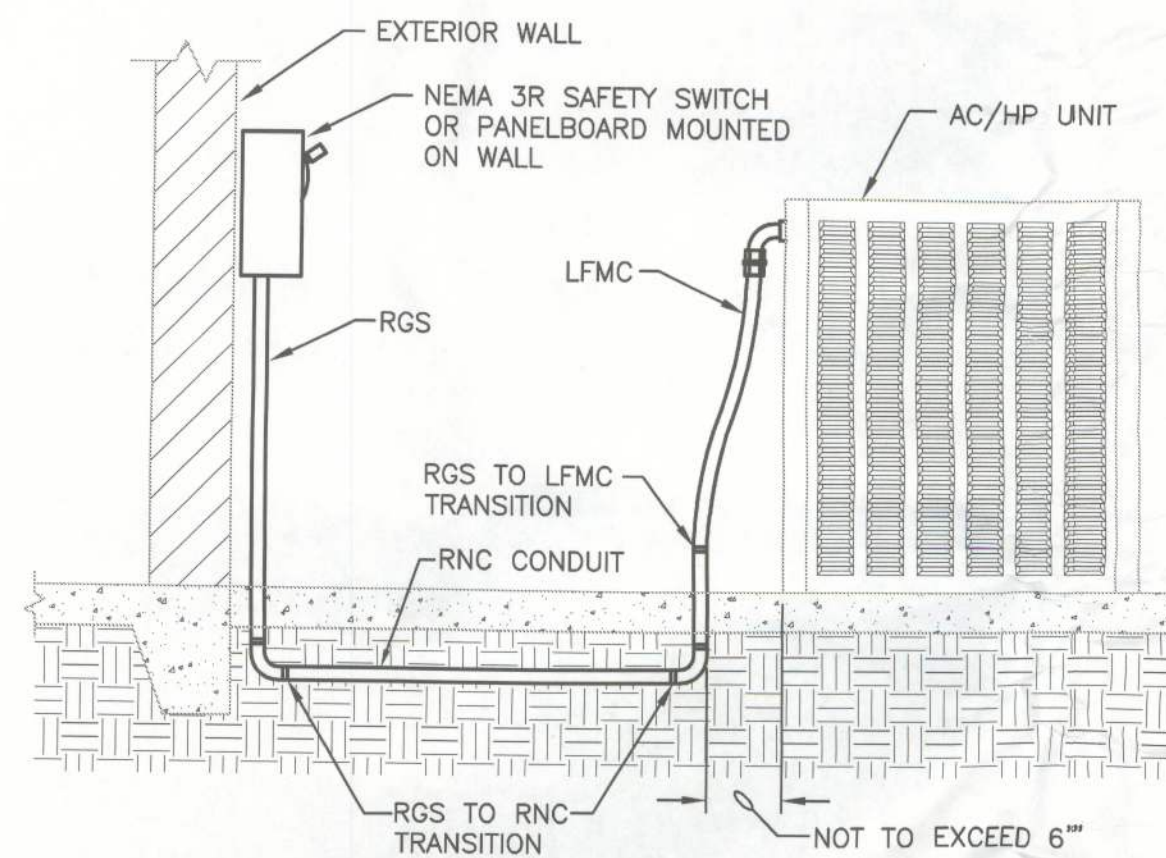 EXTERIOR WALL
NEMA 3R SAFETY SWITCH
OR PANELBOARD MOUNTED
ON WALL
AC/HP UNIT
LFMC
RGS
RGS TO LFMC
TRANSITION
RNC CONDUIT
RGS TO RNC
TRANSITION
NOT TO EXCEED 6""